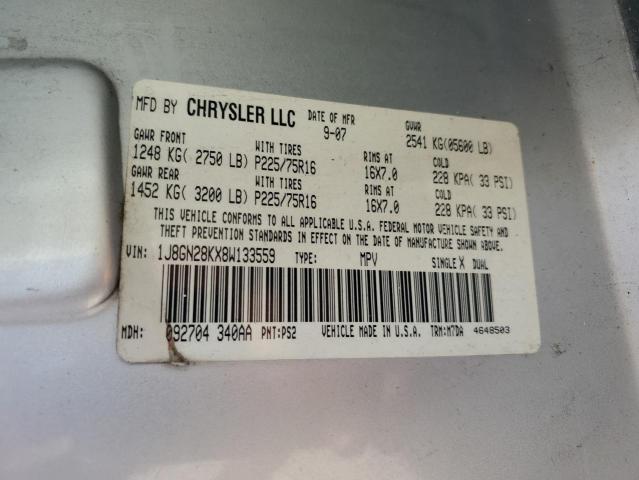 MFD BY CHRYSLER LLC DATE OF MFR GVWR
9-07 2541 KG(05600 LB)
GAWR FRONT WITH TIRES RIMS AT COLD
1248 KG( 2750 LB) P225/75R16 16X7.0 228 KPA( 33 PSI)
GAWR REAR WITH TIRES RIMS AT COLD
1452 KG( 3200 LB) P225/75R16 16X7.0 228 KPA( 33 PSI)
THIS VEHICLE CONFORMS TO ALL APPLICABLE U.S.A. FEDERAL MOTOR VEHICLE SAFETY AND
THEFT PREVENTION STANDARDS IN EFFECT ON THE DATE OF MANUFACTURE SHOWN ABOVE.
VIN: 1J8GN28KX8W133559 TYPE: MPV SINGLE X DUAL
MDH: 092704 340AA PNT:PS2 VEHICLE MADE IN U.S.A. TRM:M7DA 4648503